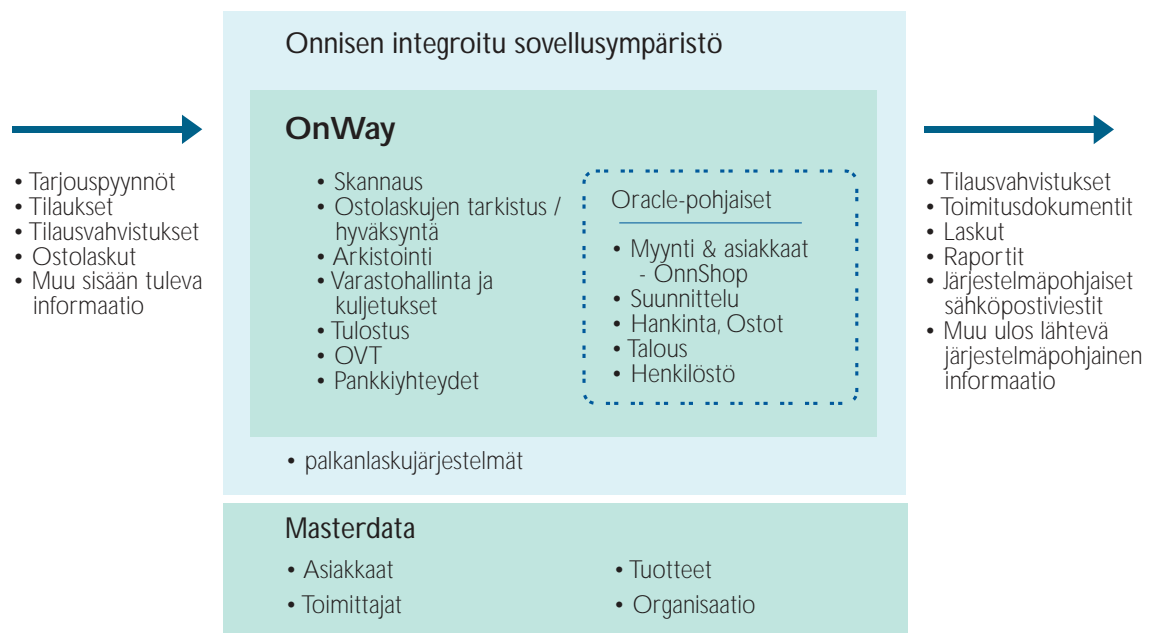 Onnisen integroitu sovellusympäristö
• Tarjouspyynnöt
• Tilaukset
• Tilausvahvistukset
• Ostolaskut
• Muu sisään tuleva
informaatio
OnWay
• Skannaus
• Ostolaskujen tarkistus /
hyväksyntä
• Arkistointi
• Varastohallinta ja
kuljetukset
• Tulostus
• OVT
• Pankkiyhteydet
Oracle-pohjaiset
• Myynti & asiakkaat
- OnnShop
• Suunnittelu
• Hankinta, Ostot
• Talous
• Henkilöstö
• palkanlaskujärjestelmät
• Tilausvahvistukset
• Toimitusdokumentit
• Laskut
• Raportit
• Järjestelmäpohjaiset
sähköpostiviestit
• Muu ulos lähtevä
järjestelmäpohjainen
informaatio
Masterdata
• Asiakkaat
• Toimittajat
• Tuotteet
• Organisaatio